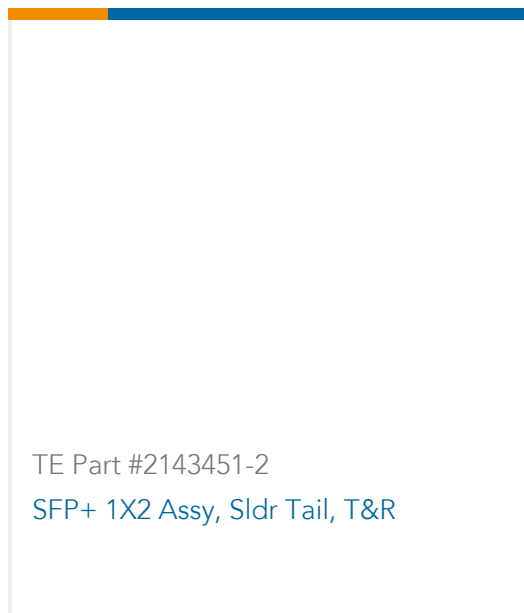 TE Part #2143451-2
SFP+ 1X2 Assy, Sldr Tail, T&R